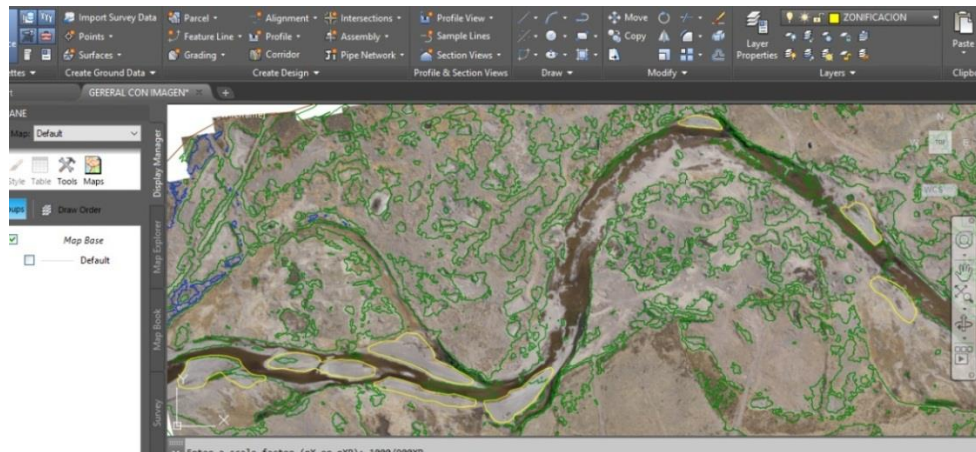 Import Survey Data
Parcel
Alignment
Intersections
Profile View
Move
ZONIFICACION
Points
Feature Line
Profile
Assembly
Sample Lines
Copy
Layer
Properties
Paste
Surfaces
Grading
Corridor
Pipe Network
Section Views
Create Ground Data
Create Design
Profile & Section Views
Draw
Modify
Layers
GERERAL CON IMAGEN*
Map:
Default
Table
Tools
Maps
Draw Order
Map Base
Default
Display Manager
Map Explorer
Map Book
Survey
WCS
X